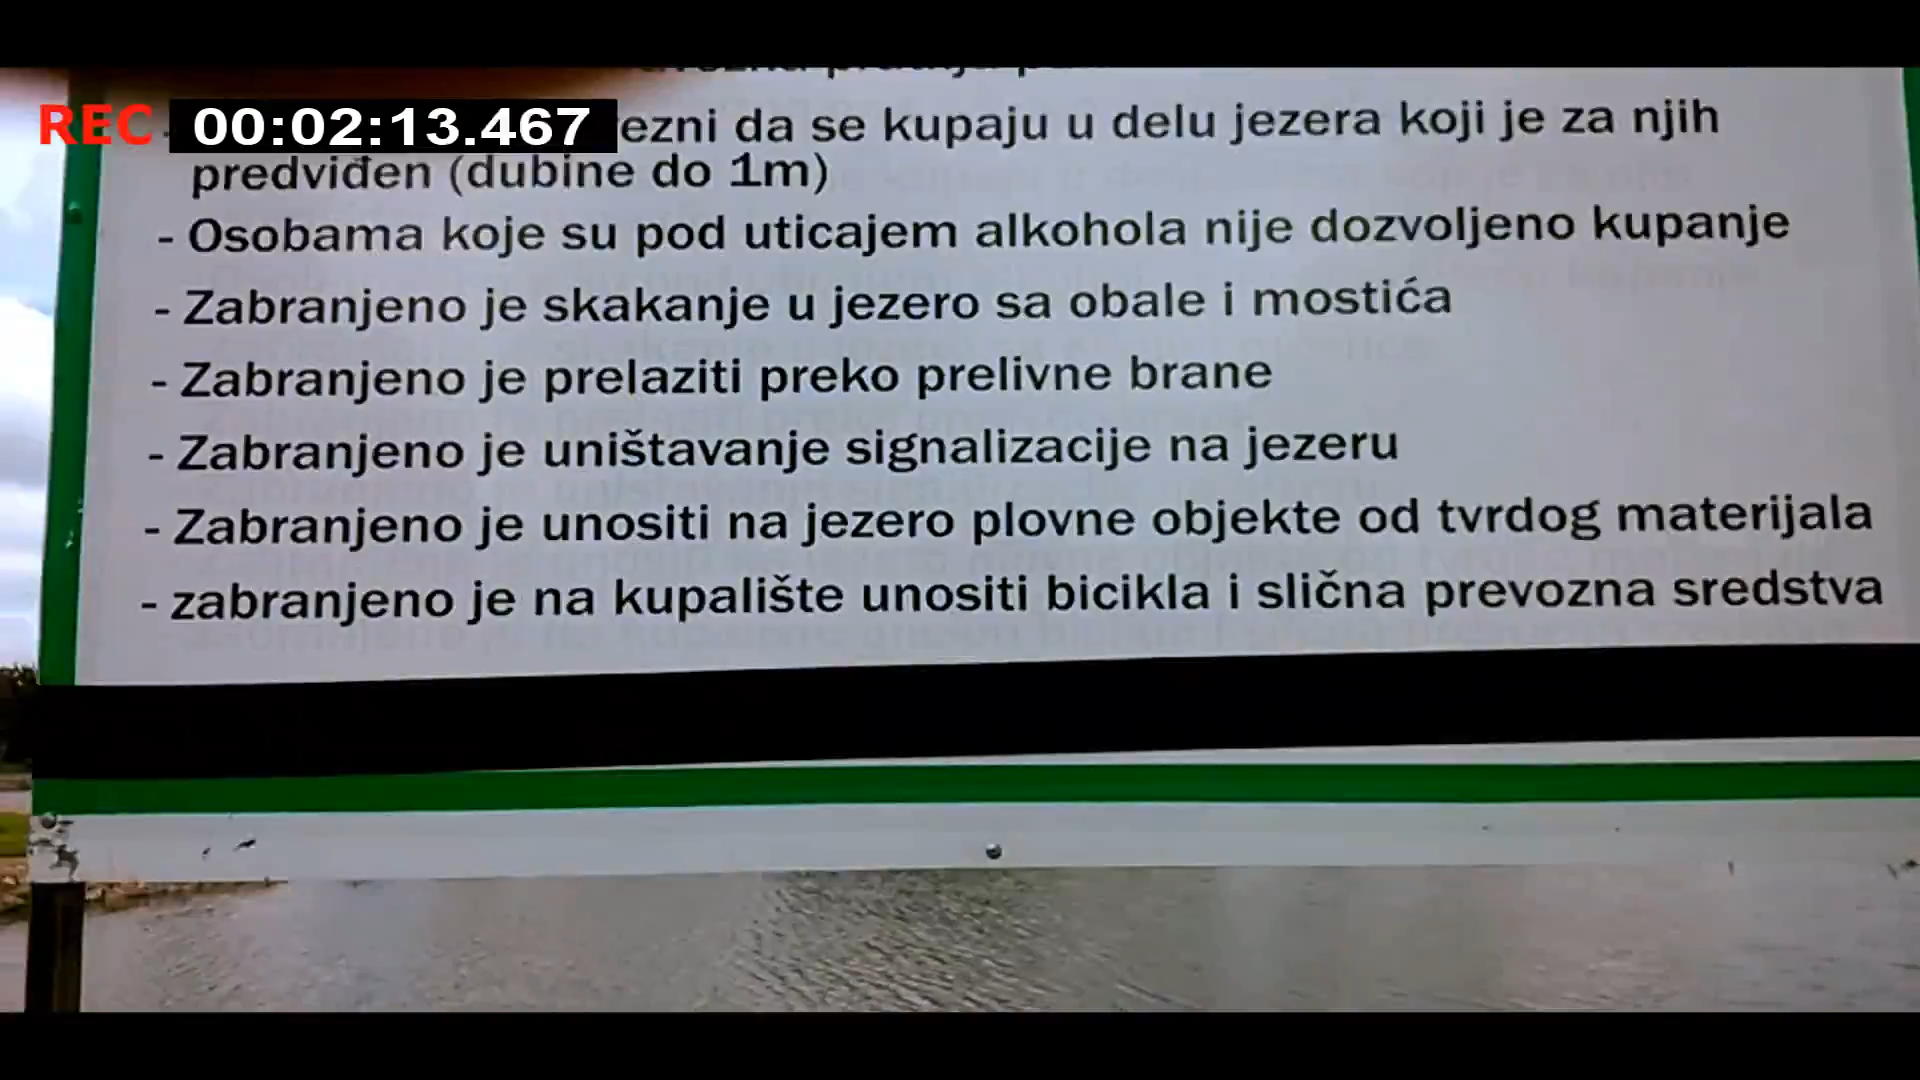 REC 00:02:13.467
da se kupaju u delu jezera koji je za njih
predviđen (dubine do 1m)
- Osobama koje su pod uticajem alkohola nije dozvoljeno kupanje
- Zabranjeno je skakanje u jezero sa obale i mostića
- Zabranjeno je prelaziti preko prelivne brane
- Zabranjeno je uništavanje signalizacije na jezeru
- Zabranjeno je unositi na jezero plovne objekte od tvrdog materijala
- zabranjeno je na kupalište unositi bicikla i slična prevozna sredstva